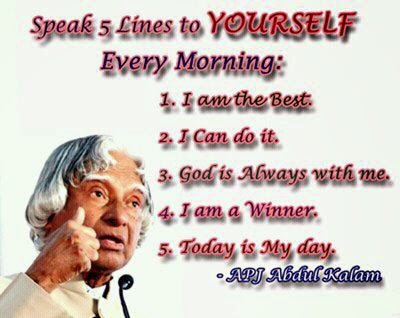 Speak 5 Lines to YOURSELF
Every Morning:
1. I am the Best.
2. I Can do it.
3. God is Always with me.
4. I am a Winner.
5. Today is My day.
- APJ Abdul Kalam